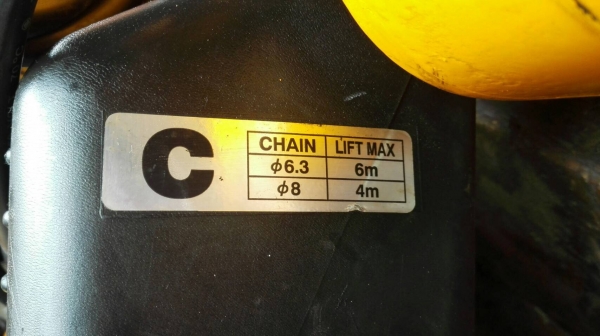 C
CHAIN LIFT MAX
ϕ6.3 6m
ϕ8 4m